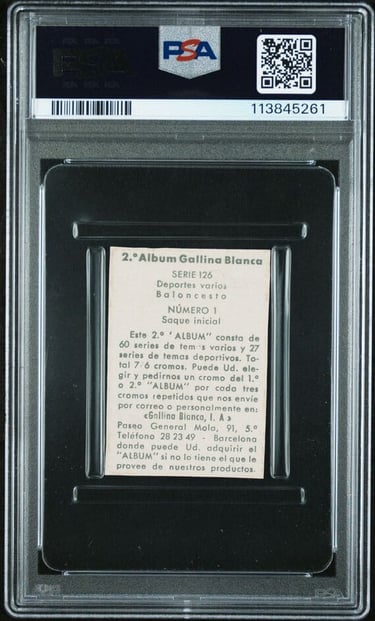 PSA
113845261
2.º Album Gallina Blanca
SERIE 126
Deportes varios
Baloncesto
NÚMERO 1
Saque inicial
Este 2.º "ALBUM" consta de
60 series de temas varios y 27
series de temas deportivos. To-
tal 7·6 cromos. Puede Ud. ele-
gir y pedirnos un cromo del 1.º
o 2.º "ALBUM" por cada tres
cromos repetidos que nos envíe
por correo o personalmente en:
«Gallina Blanca, I. A»
Paseo General Mola, 91, 5.º
Teléfono 28 23 49 - Barcelona
donde puede Ud. adquirir el
"ALBUM" si no lo tiene el que le
provee de nuestros productos.